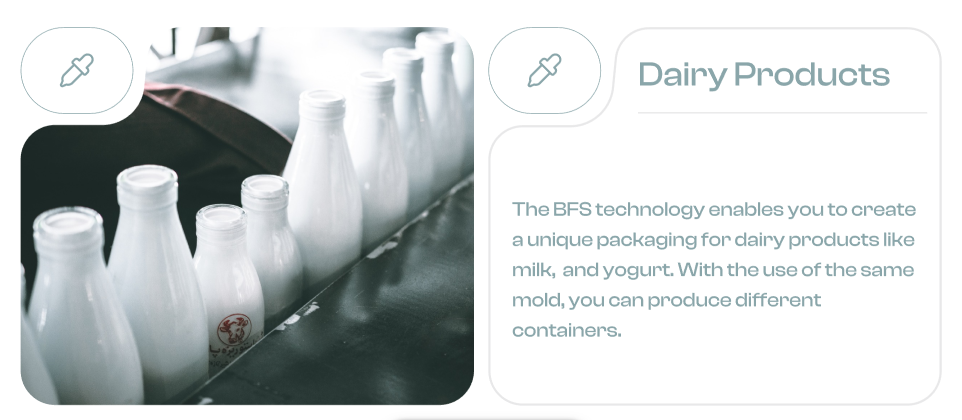 Dairy Products
The BFS technology enables you to create
a unique packaging for dairy products like
milk, and yogurt. With the use of the same
mold, you can produce different
containers.